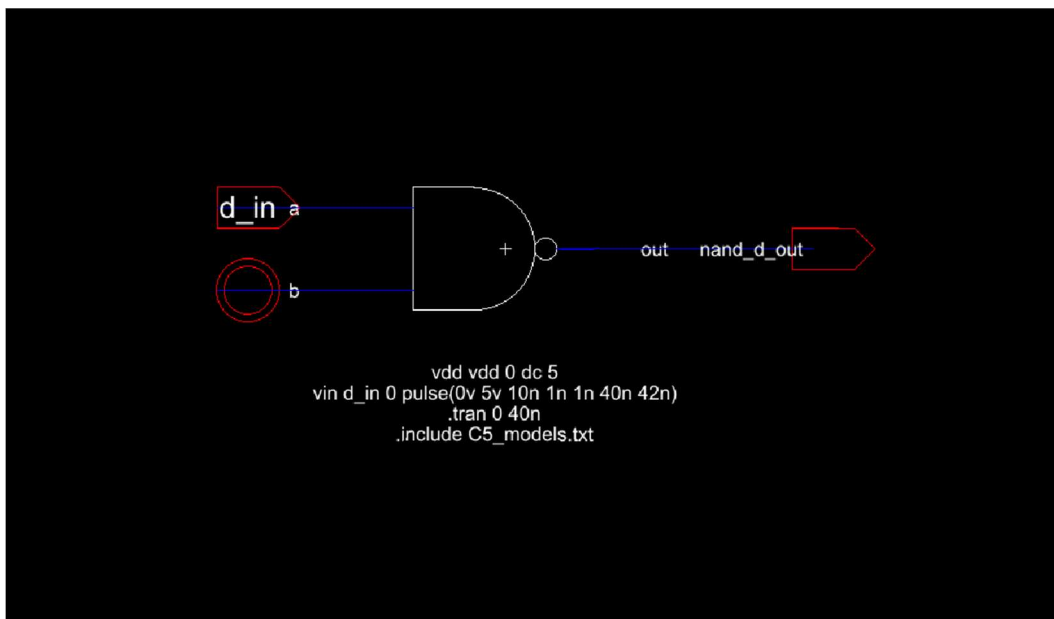 d_in a
out nand_d_out
b
vdd vdd 0 dc 5
vin d_in 0 pulse(0v 5v 10n 1n 1n 40n 42n)
.tran 0 40n
.include C5_models.txt